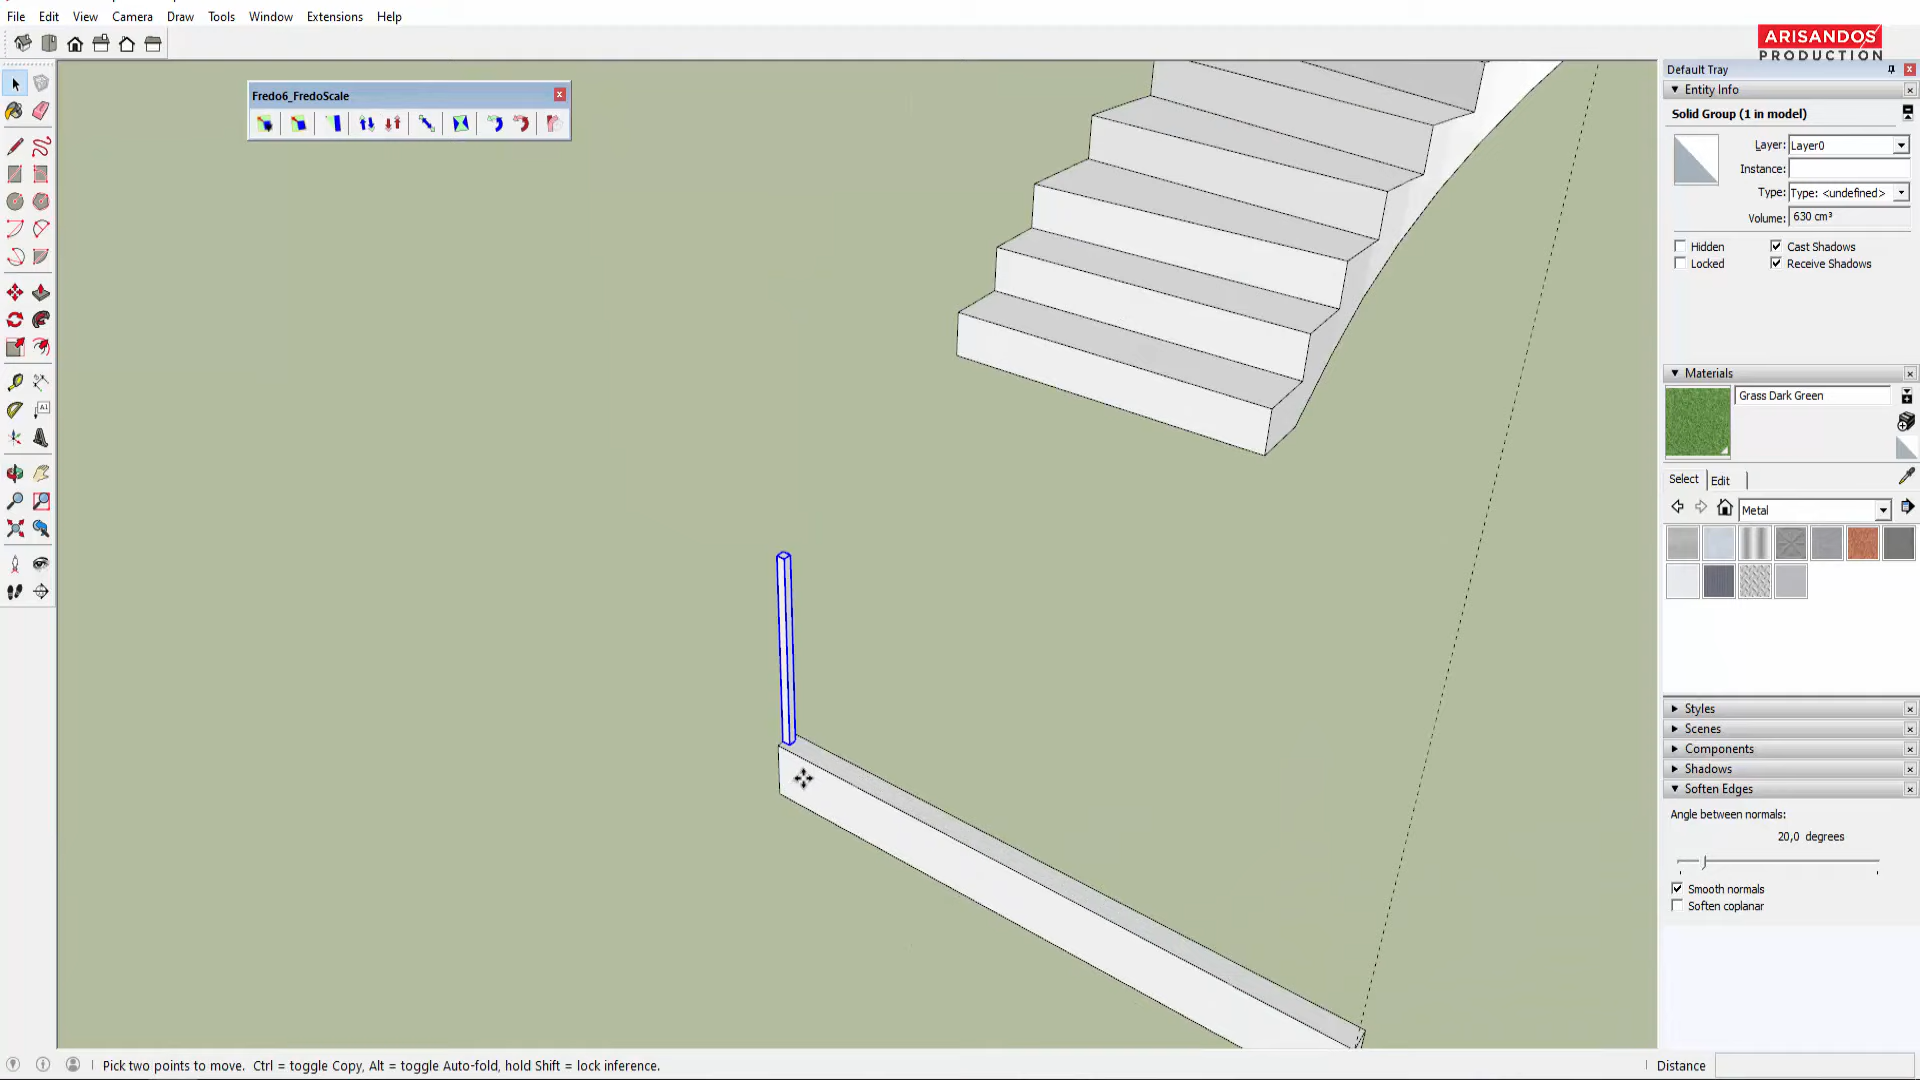 File Edit View Camera Draw Tools Window Extensions Help
ARISANDOS
PRODUCTION
Fredo6_FredoScale
Default Tray
Entity Info
Solid Group (1 in model)
Layer: Layer0
Instance:
Type: Type: <undefined>
Volume: 630 cm³
Hidden
Cast Shadows
Locked
Receive Shadows
Materials
Grass Dark Green
Select Edit
Metal
Styles
Scenes
Components
Shadows
Soften Edges
Angle between normals:
20,0 degrees
Smooth normals
Soften coplanar
Pick two points to move. Ctrl = toggle Copy, Alt = toggle Auto-fold, hold Shift = lock inference.
Distance